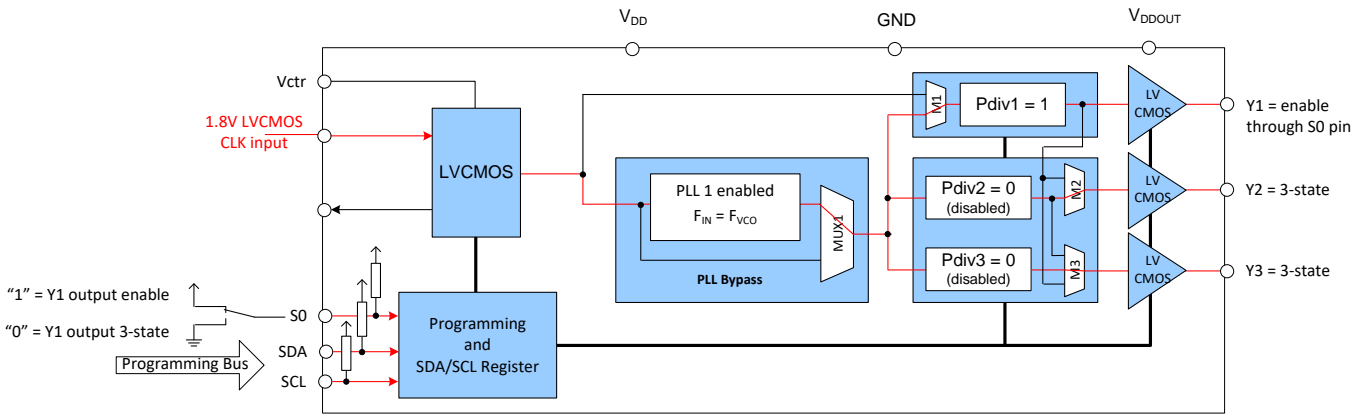 VDD
GND
VDDOUT
Vctr
1.8V LVCMOS
CLK input
LVCMOS
PLL 1 enabled
FIN = FVCO
MUX1
PLL Bypass
M1
Pdiv1 = 1
LV
CMOS
Y1 = enable
through S0 pin
Pdiv2 = 0
(disabled)
M2
LV
CMOS
Y2 = 3-state
Pdiv3 = 0
(disabled)
M3
LV
CMOS
Y3 = 3-state
“1” = Y1 output enable
“0” = Y1 output 3-state
S0
SDA
SCL
Programming Bus
Programming
and
SDA/SCL Register